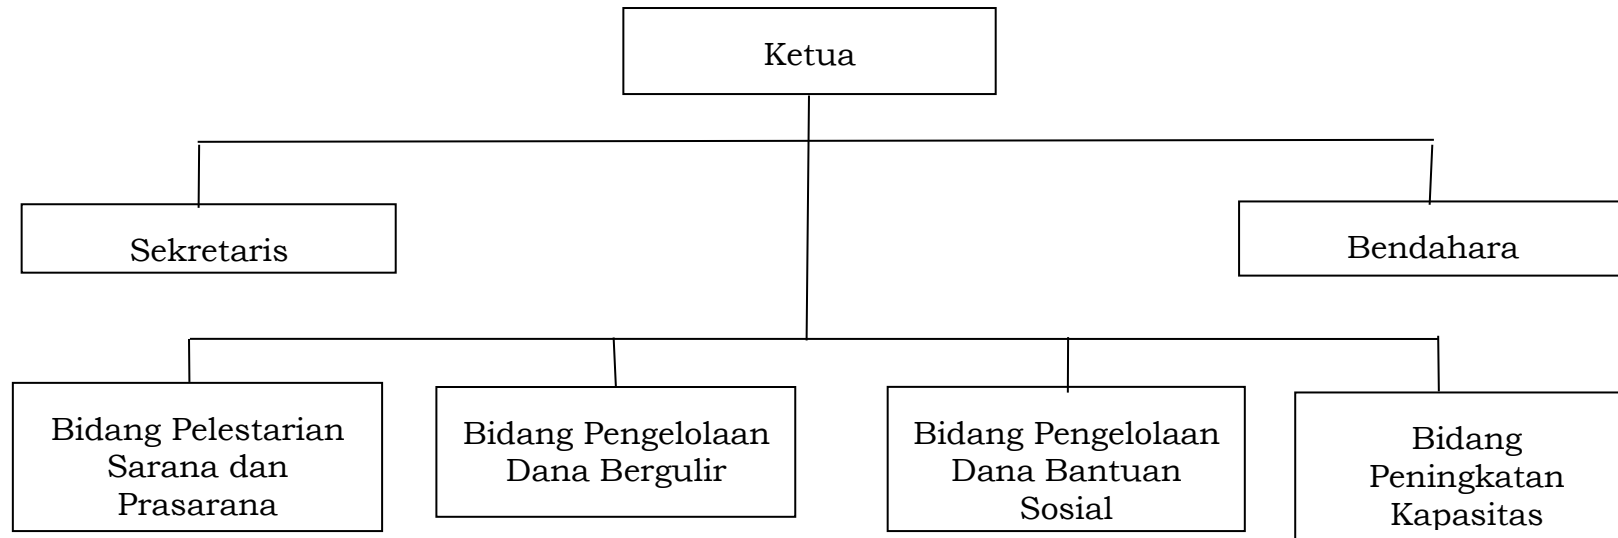 Ketua
Sekretaris
Bendahara
Bidang Pelestarian
Sarana dan
Prasarana
Bidang Pengelolaan
Dana Bergulir
Bidang Pengelolaan
Dana Bantuan
Sosial
Bidang
Peningkatan
Kapasitas